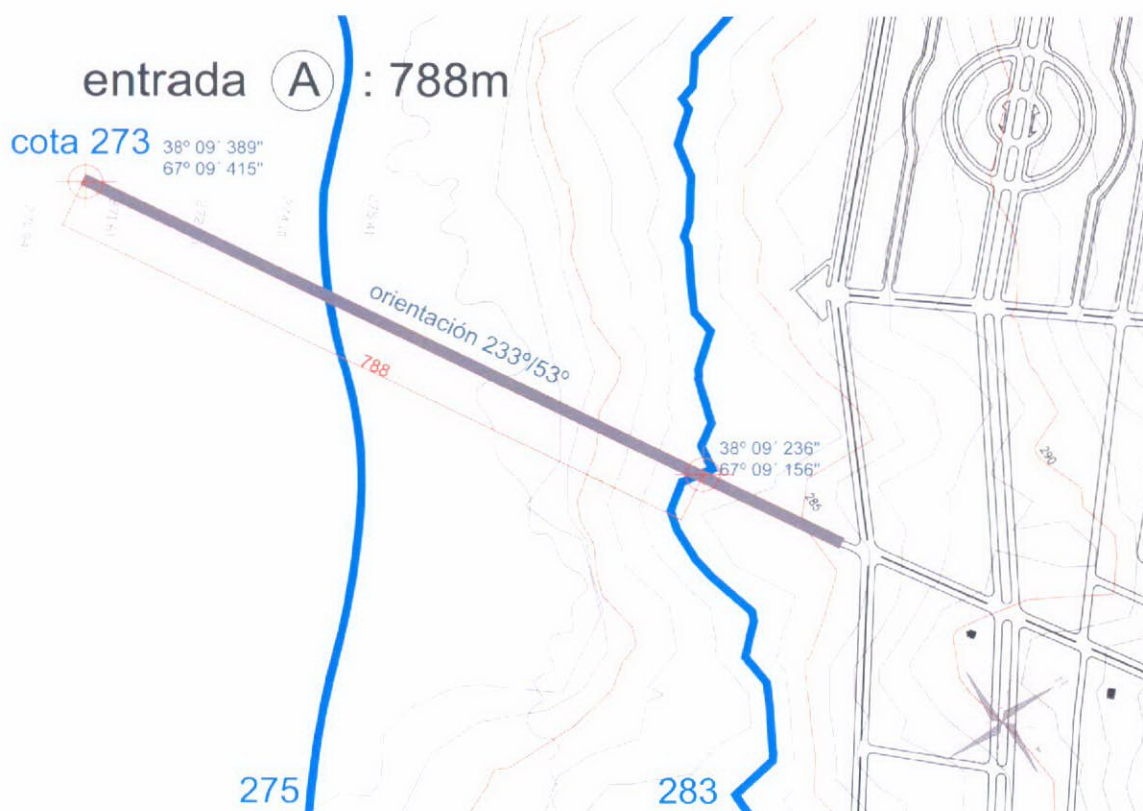 entrada A : 788m
cota 273
38º 09´ 389"
67º 09´ 415"
orientación 233º/53º
788
38º 09´ 236"
67º 09´ 156"
285
290
275
283